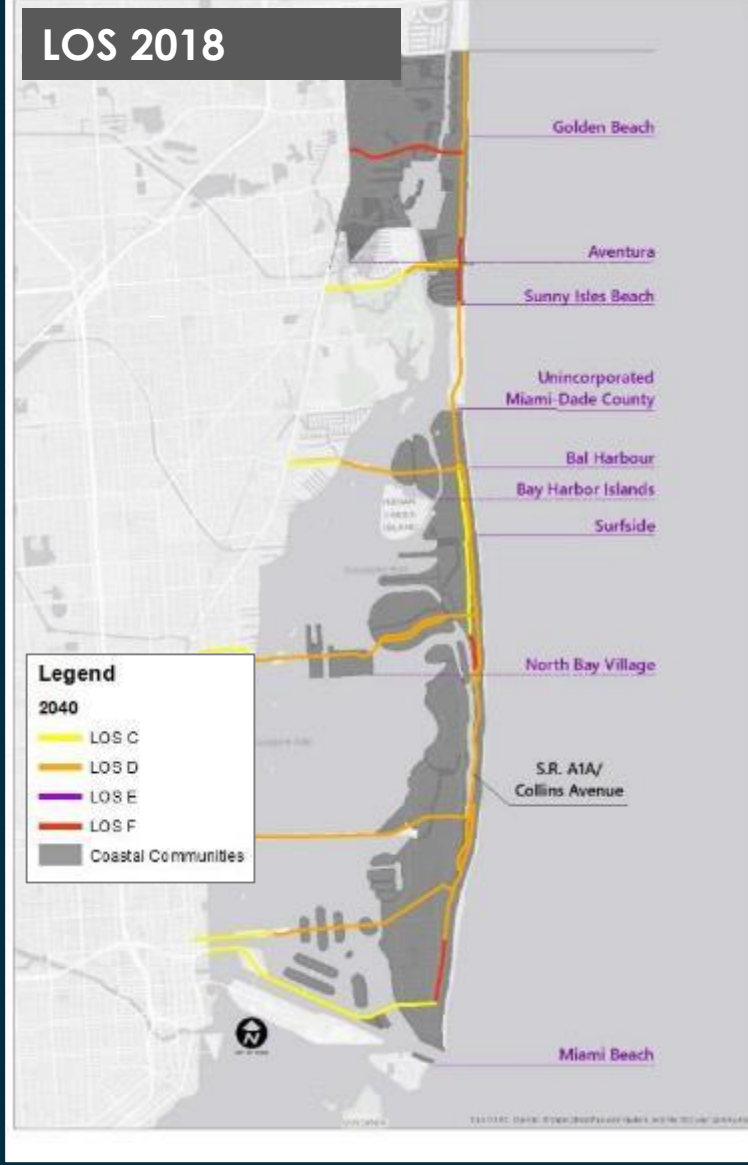 LOS 2018
Golden Beach
Aventura
Sunny Isles Beach
Unincorporated
Miami-Dade County
Bal Harbour
Bay Harbor Islands
Surfside
North Bay Village
S.R. A1A/
Collins Avenue
Miami Beach
Legend
2040
LOS C
LOS D
LOS E
LOS F
Coastal Communities
N